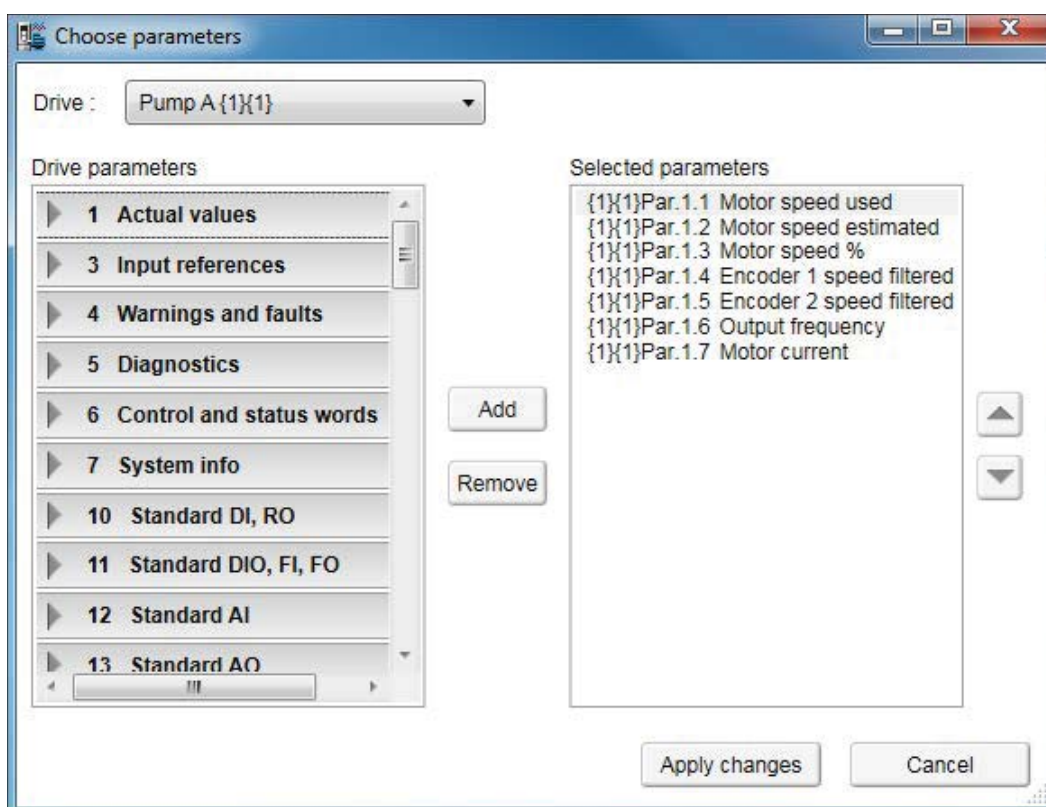 Choose parameters
Drive : Pump A {1}{1}
Drive parameters
1 Actual values
3 Input references
4 Warnings and faults
5 Diagnostics
6 Control and status words
7 System info
10 Standard DI, RO
11 Standard DIO, FI, FO
12 Standard AI
13 Standard AO
Add
Remove
Selected parameters
{1}{1}Par.1.1 Motor speed used
{1}{1}Par.1.2 Motor speed estimated
{1}{1}Par.1.3 Motor speed %
{1}{1}Par.1.4 Encoder 1 speed filtered
{1}{1}Par.1.5 Encoder 2 speed filtered
{1}{1}Par.1.6 Output frequency
{1}{1}Par.1.7 Motor current
Apply changes
Cancel